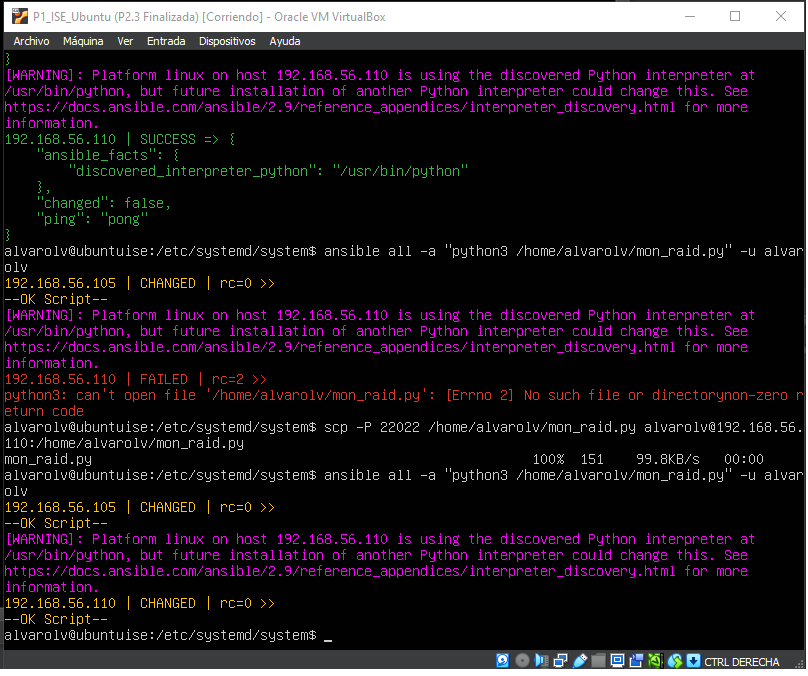 P1_ISE_Ubuntu (P2.3 Finalizada) [Corriendo] - Oracle VM VirtualBox
Archivo Máquina Ver Entrada Dispositivos Ayuda
}
[WARNING]: Platform linux on host 192.168.56.110 is using the discovered Python interpreter at
/usr/bin/python, but future installation of another Python interpreter could change this. See
https://docs.ansible.com/ansible/2.9/reference_appendices/interpreter_discovery.html for more
information.
192.168.56.110 | SUCCESS => {
    "ansible_facts": {
        "discovered_interpreter_python": "/usr/bin/python"
    },
    "changed": false,
    "ping": "pong"
}
alvarolv@ubuntuise:/etc/systemd/system$ ansible all -a "python3 /home/alvarolv/mon_raid.py" -u alvar
olv
192.168.56.105 | CHANGED | rc=0 >>
--OK Script--
[WARNING]: Platform linux on host 192.168.56.110 is using the discovered Python interpreter at
/usr/bin/python, but future installation of another Python interpreter could change this. See
https://docs.ansible.com/ansible/2.9/reference_appendices/interpreter_discovery.html for more
information.
192.168.56.110 | FAILED | rc=2 >>
python3: can't open file '/home/alvarolv/mon_raid.py': [Errno 2] No such file or directorynon-zero r
eturn code
alvarolv@ubuntuise:/etc/systemd/system$ scp -P 22022 /home/alvarolv/mon_raid.py alvarolv@192.168.56.
110:/home/alvarolv/mon_raid.py
mon_raid.py                                                       100%  151    99.8KB/s   00:00
alvarolv@ubuntuise:/etc/systemd/system$ ansible all -a "python3 /home/alvarolv/mon_raid.py" -u alvar
olv
192.168.56.105 | CHANGED | rc=0 >>
--OK Script--
[WARNING]: Platform linux on host 192.168.56.110 is using the discovered Python interpreter at
/usr/bin/python, but future installation of another Python interpreter could change this. See
https://docs.ansible.com/ansible/2.9/reference_appendices/interpreter_discovery.html for more
information.
192.168.56.110 | CHANGED | rc=0 >>
--OK Script--
alvarolv@ubuntuise:/etc/systemd/system$ _
CTRL DERECHA